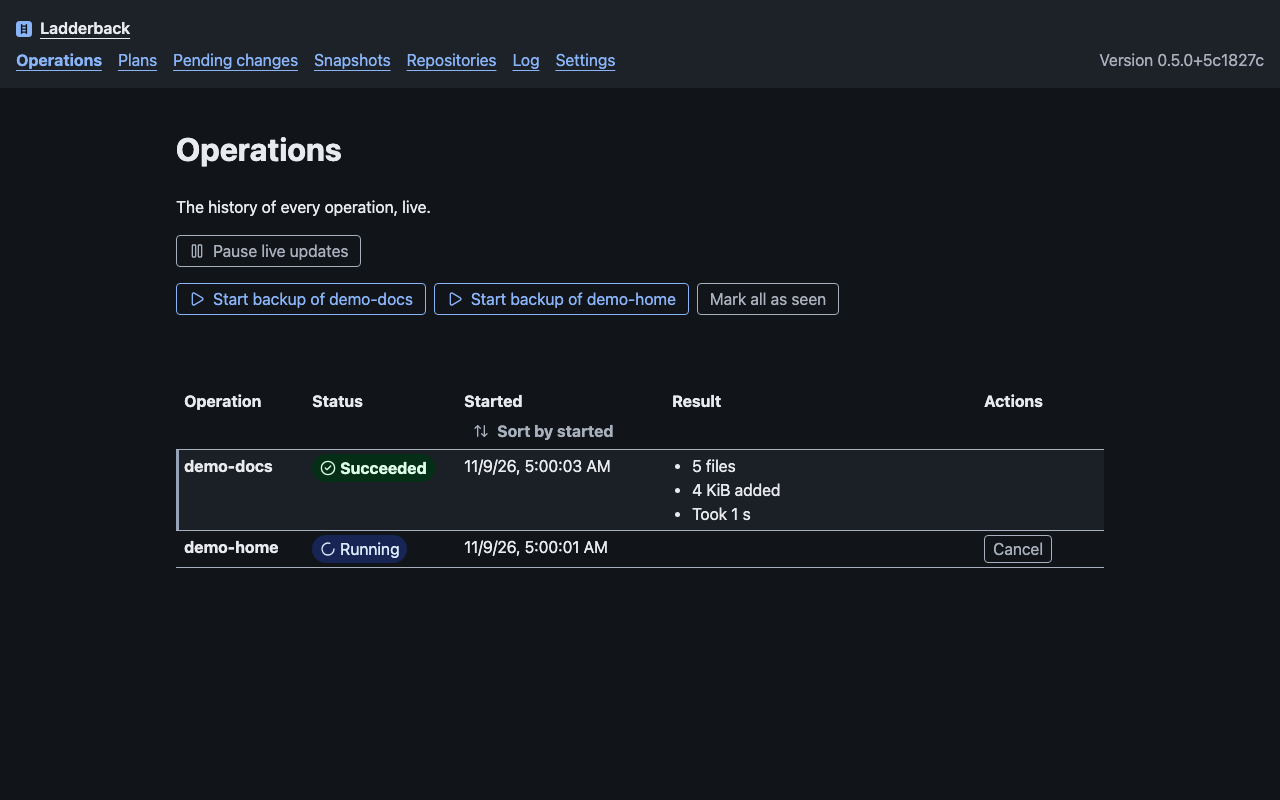 Ladderback
Operations Plans Pending changes Snapshots Repositories Log Settings Version 0.5.0+5c1827c
Operations
The history of every operation, live.
Pause live updates
Start backup of demo-docs Start backup of demo-home Mark all as seen
Operation Status Started Result Actions
Sort by started
demo-docs Succeeded 11/9/26, 5:00:03 AM • 5 files
• 4 KiB added
• Took 1 s
demo-home Running 11/9/26, 5:00:01 AM Cancel